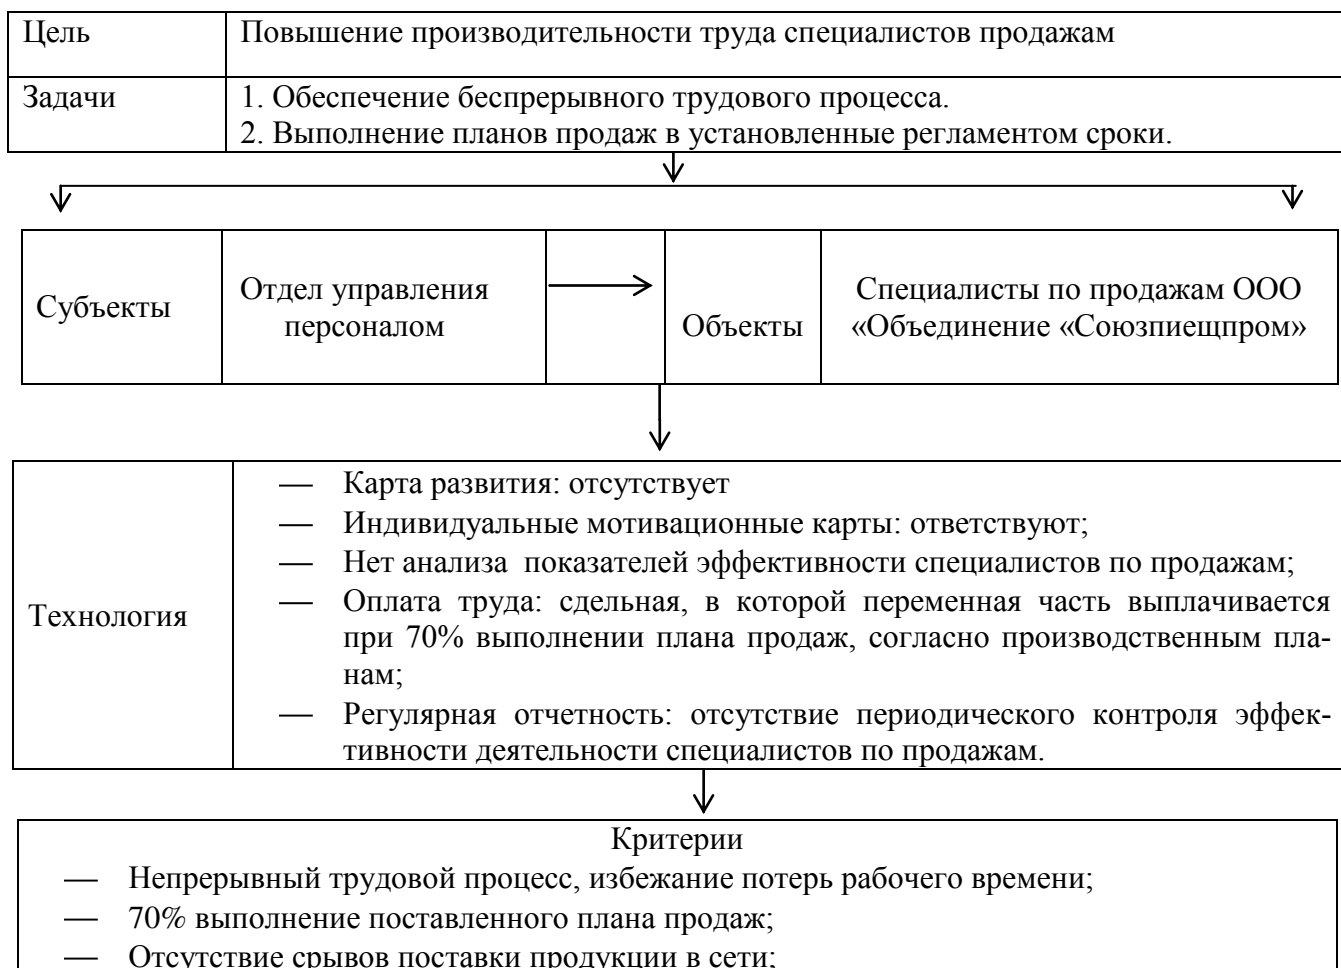 Цель Повышение производительности труда специалистов продажам
Задачи 1. Обеспечение беспрерывного трудового процесса.
2. Выполнение планов продаж в установленные регламентом сроки.
Субъекты Отдел управления персоналом Объекты Специалисты по продажам ООО «Объединение «Союзпиещпром»
Технология
— Карта развития: отсутствует
— Индивидуальные мотивационные карты: ответствуют;
— Нет анализа показателей эффективности специалистов по продажам;
— Оплата труда: сдельная, в которой переменная часть выплачивается
при 70% выполнении плана продаж, согласно производственным пла-
нам;
— Регулярная отчетность: отсутствие периодического контроля эффек-
тивности деятельности специалистов по продажам.
Критерии
— Непрерывный трудовой процесс, избежание потерь рабочего времени;
— 70% выполнение поставленного плана продаж;
— Отсутствие срывов поставки продукции в сети;